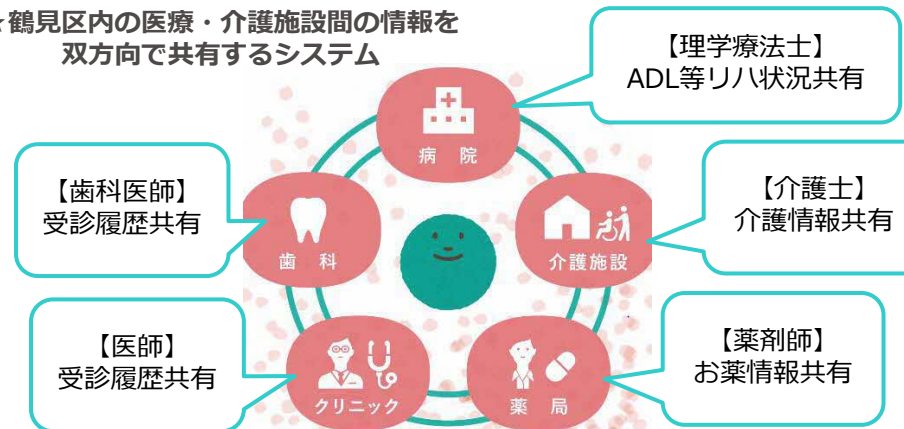 鶴見区内の医療・介護施設間の情報を
双方向で共有するシステム
【理学療法士】
ADL等リハ状況共有
病院
【歯科医師】
受診履歴共有
歯科
【介護士】
介護情報共有
介護施設
【医師】
受診履歴共有
クリニック
【薬剤師】
お薬情報共有
薬局